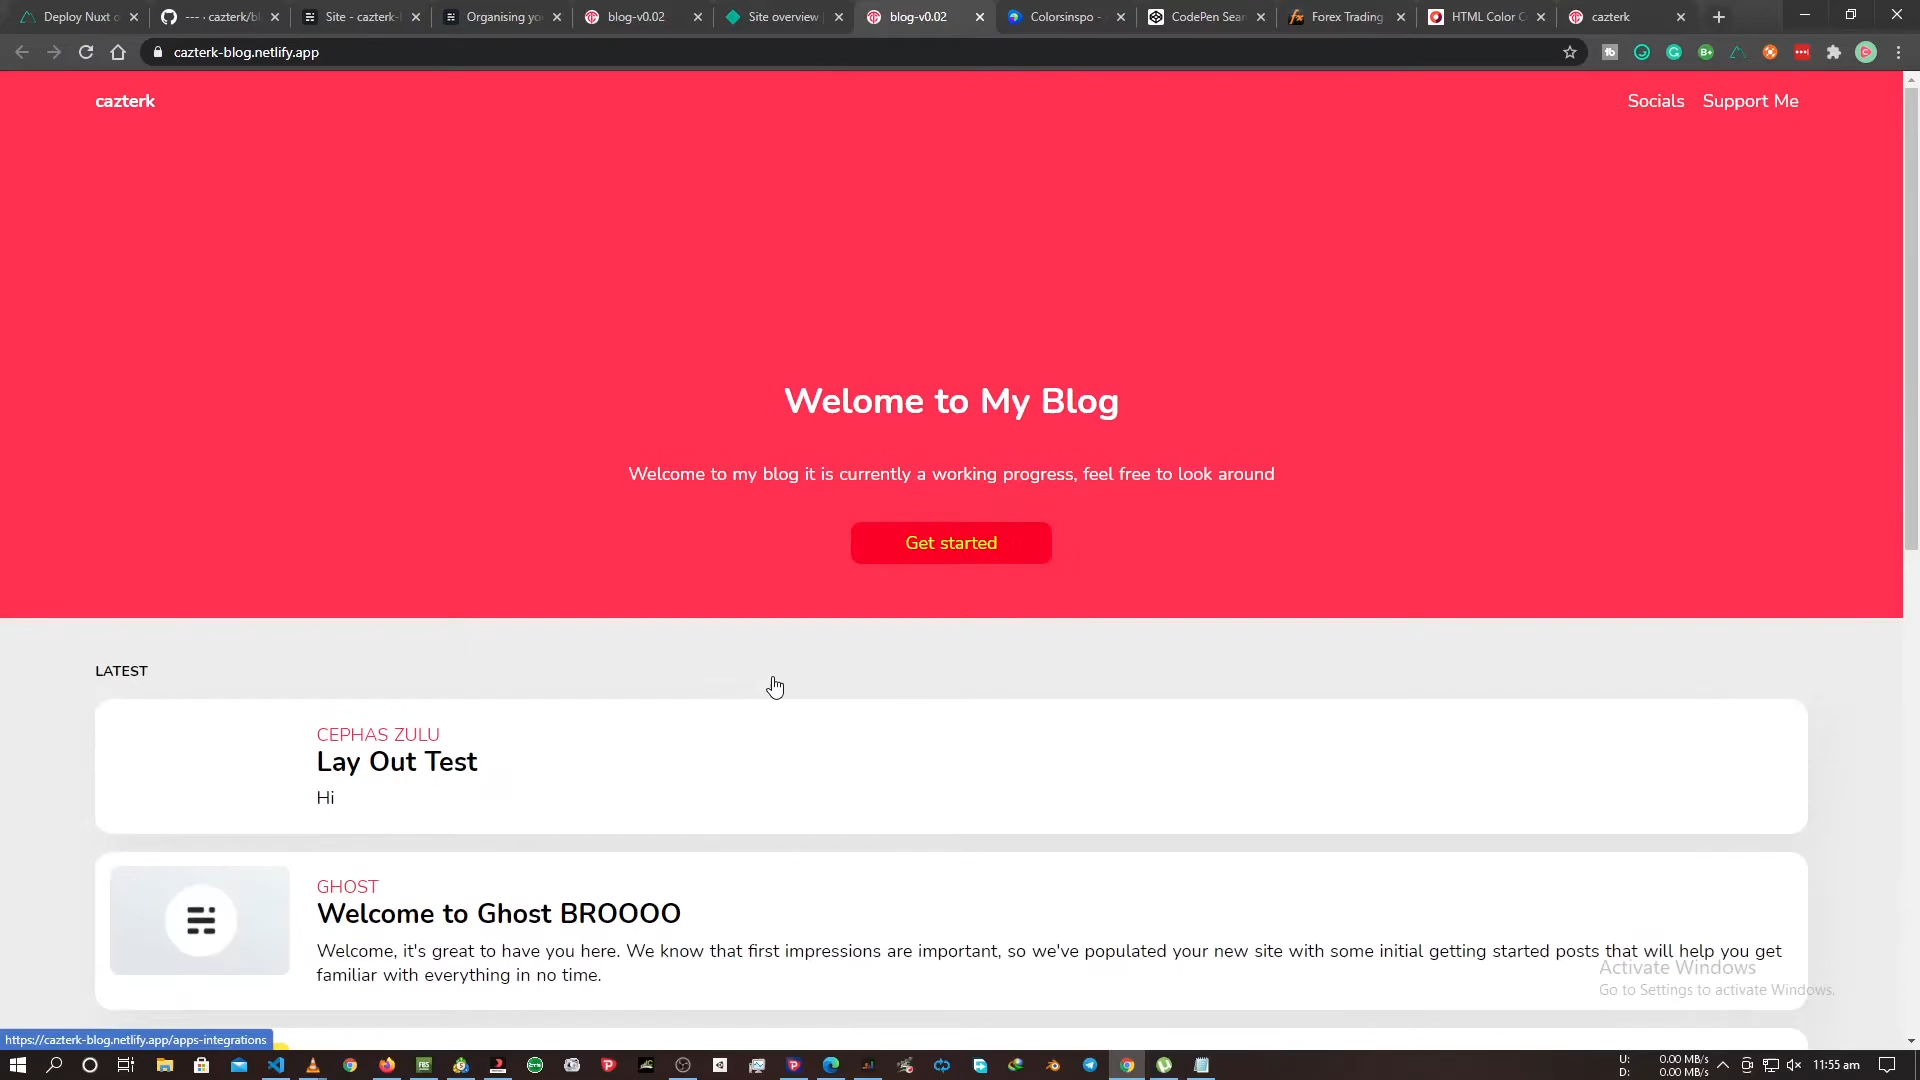 Deploy Nuxt o
--- · cazterk/bl
Site - cazterk-l
Organising yo
blog-v0.02
Site overview
blog-v0.02
Colorsinspo -
CodePen Sear
Forex Trading
HTML Color C
cazterk
cazterk-blog.netlify.app
cazterk
Socials
Support Me
Welome to My Blog
Welcome to my blog it is currently a working progress, feel free to look around
Get started
LATEST
CEPHAS ZULU
Lay Out Test
Hi
GHOST
Welcome to Ghost BROOOO
Welcome, it's great to have you here. We know that first impressions are important, so we've populated your new site with some initial getting started posts that will help you get
familiar with everything in no time.
Activate Windows
Go to Settings to activate Windows.
https://cazterk-blog.netlify.app/apps-integrations
U: 0.00 MB/s
D: 0.00 MB/s
11:55 am